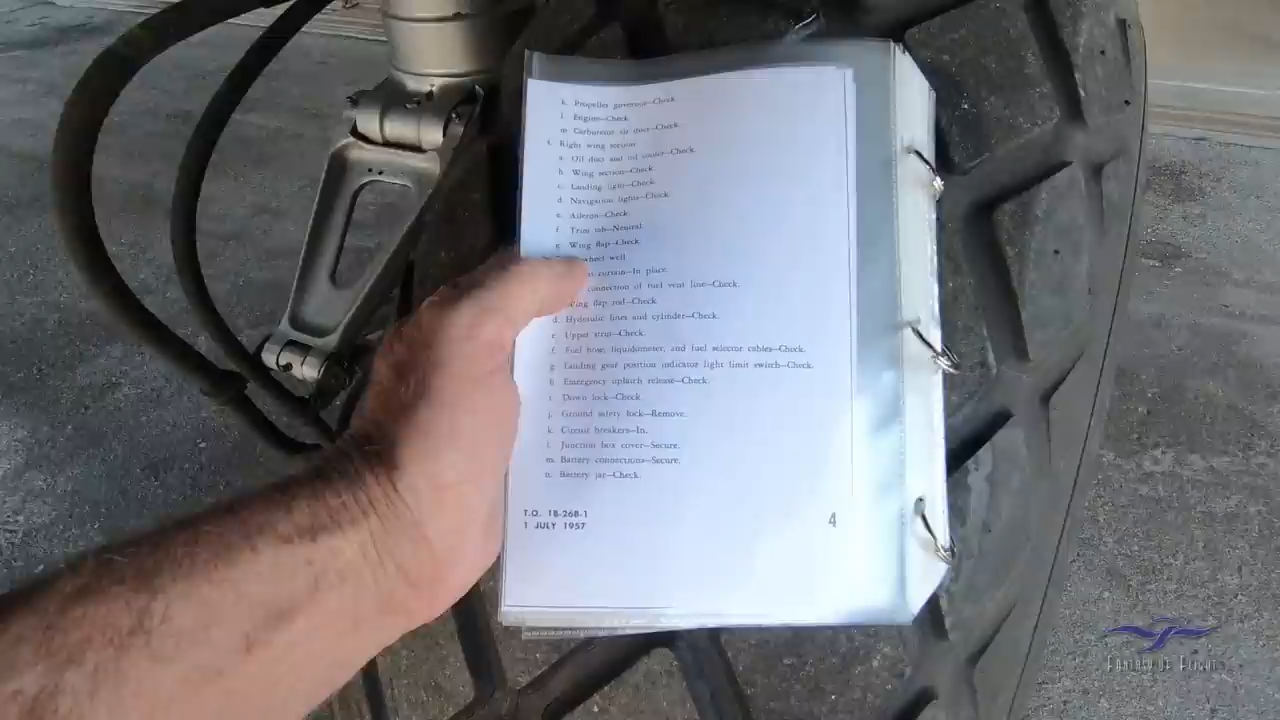 k. Propeller governor—Check.
l. Engine—Check.
m. Carburetor air duct—Check.
Right wing section
a. Oil duct and oil cooler—Check.
b. Wing section—Check.
c. Landing light—Check.
d. Navigation lights—Check.
e. Aileron—Check.
f. Trim tab—Neutral.
g. Wing flap—Check.
wheel well
curtain—In place.
connection of fuel vent line—Check.
flap rod—Check.
d. Hydraulic lines and cylinder—Check.
e. Upper strut—Check.
f. Fuel hose, liquidometer, and fuel selector cables—Check.
g. Landing gear position indicator light limit switch—Check.
h. Emergency uplatch release—Check.
i. Down lock—Check.
j. Ground safety lock—Remove.
k. Circuit breakers—In.
l. Junction box cover—Secure.
m. Battery connections—Secure.
n. Battery jar—Check.
T.O. 1B-26B-1
1 JULY 1957
4
FANTASY OF FLIGHT